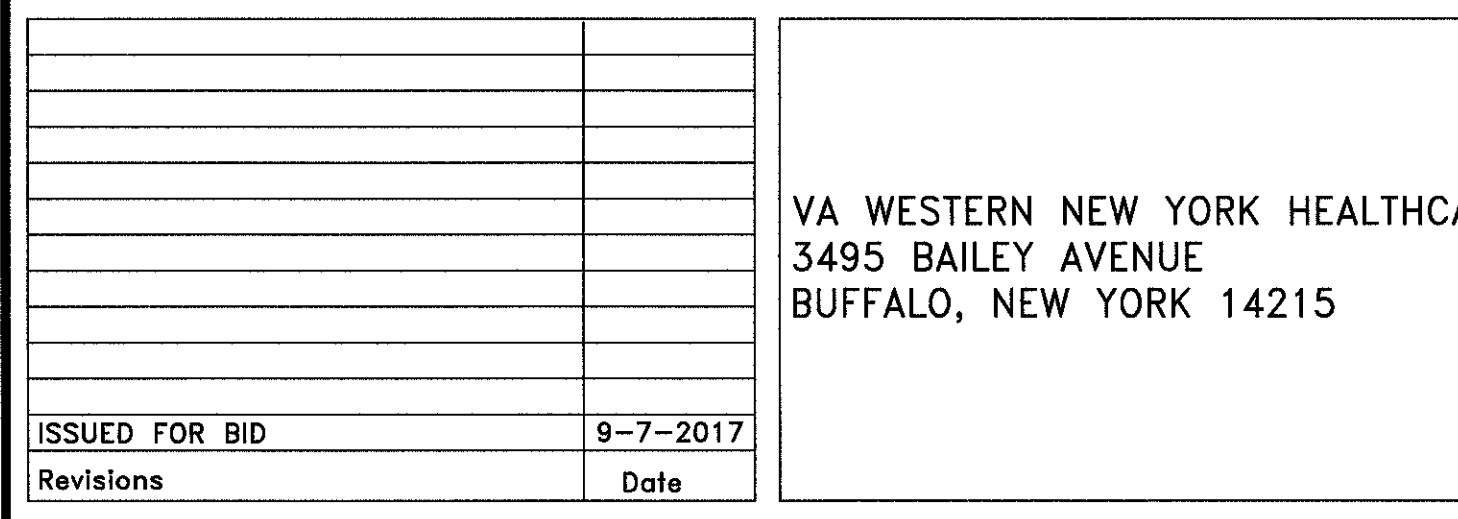 ISSUED FOR BID 9-7-2017
Revisions Date
VA WESTERN NEW YORK HEALTHCA
3495 BAILEY AVENUE
BUFFALO, NEW YORK 14215